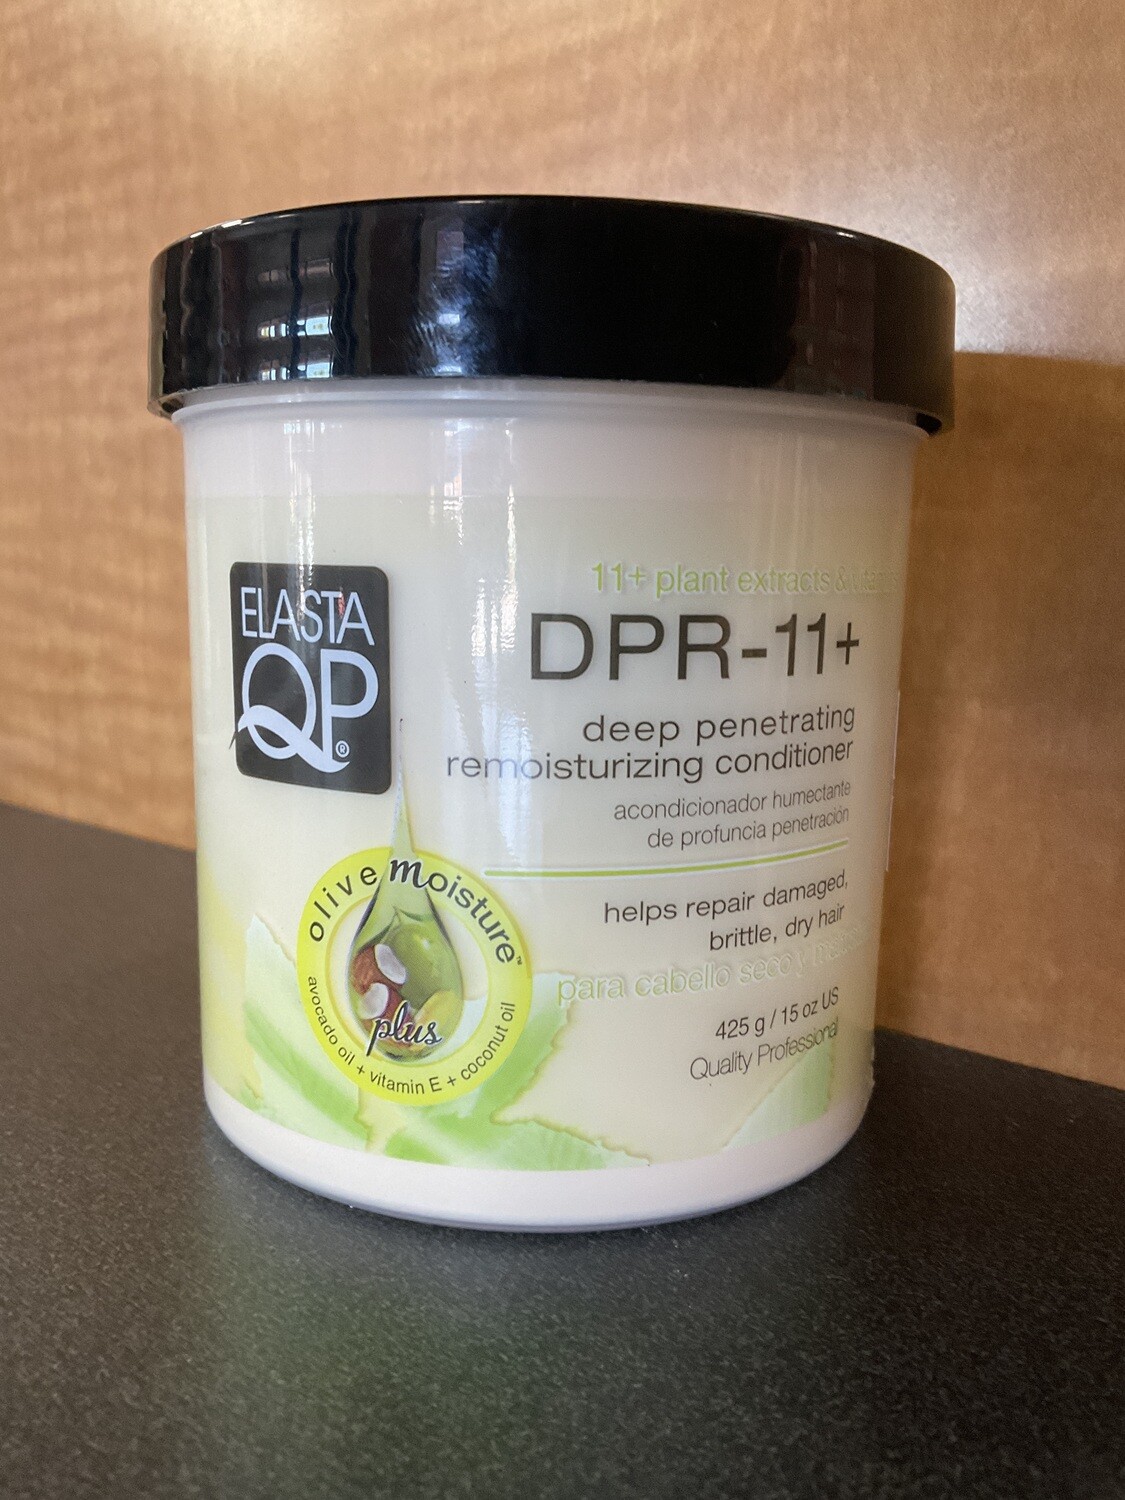 11+ plant extracts &
ELASTA
QP®
DPR-11+
deep penetrating
remoisturizing conditioner
acondicionador humectante
de profuncia penetración
olive moisture™
plus
avocado oil + vitamin E + coconut oil
helps repair damaged,
brittle, dry hair
para cabello seco y
425 g / 15 oz US
Quality Professional